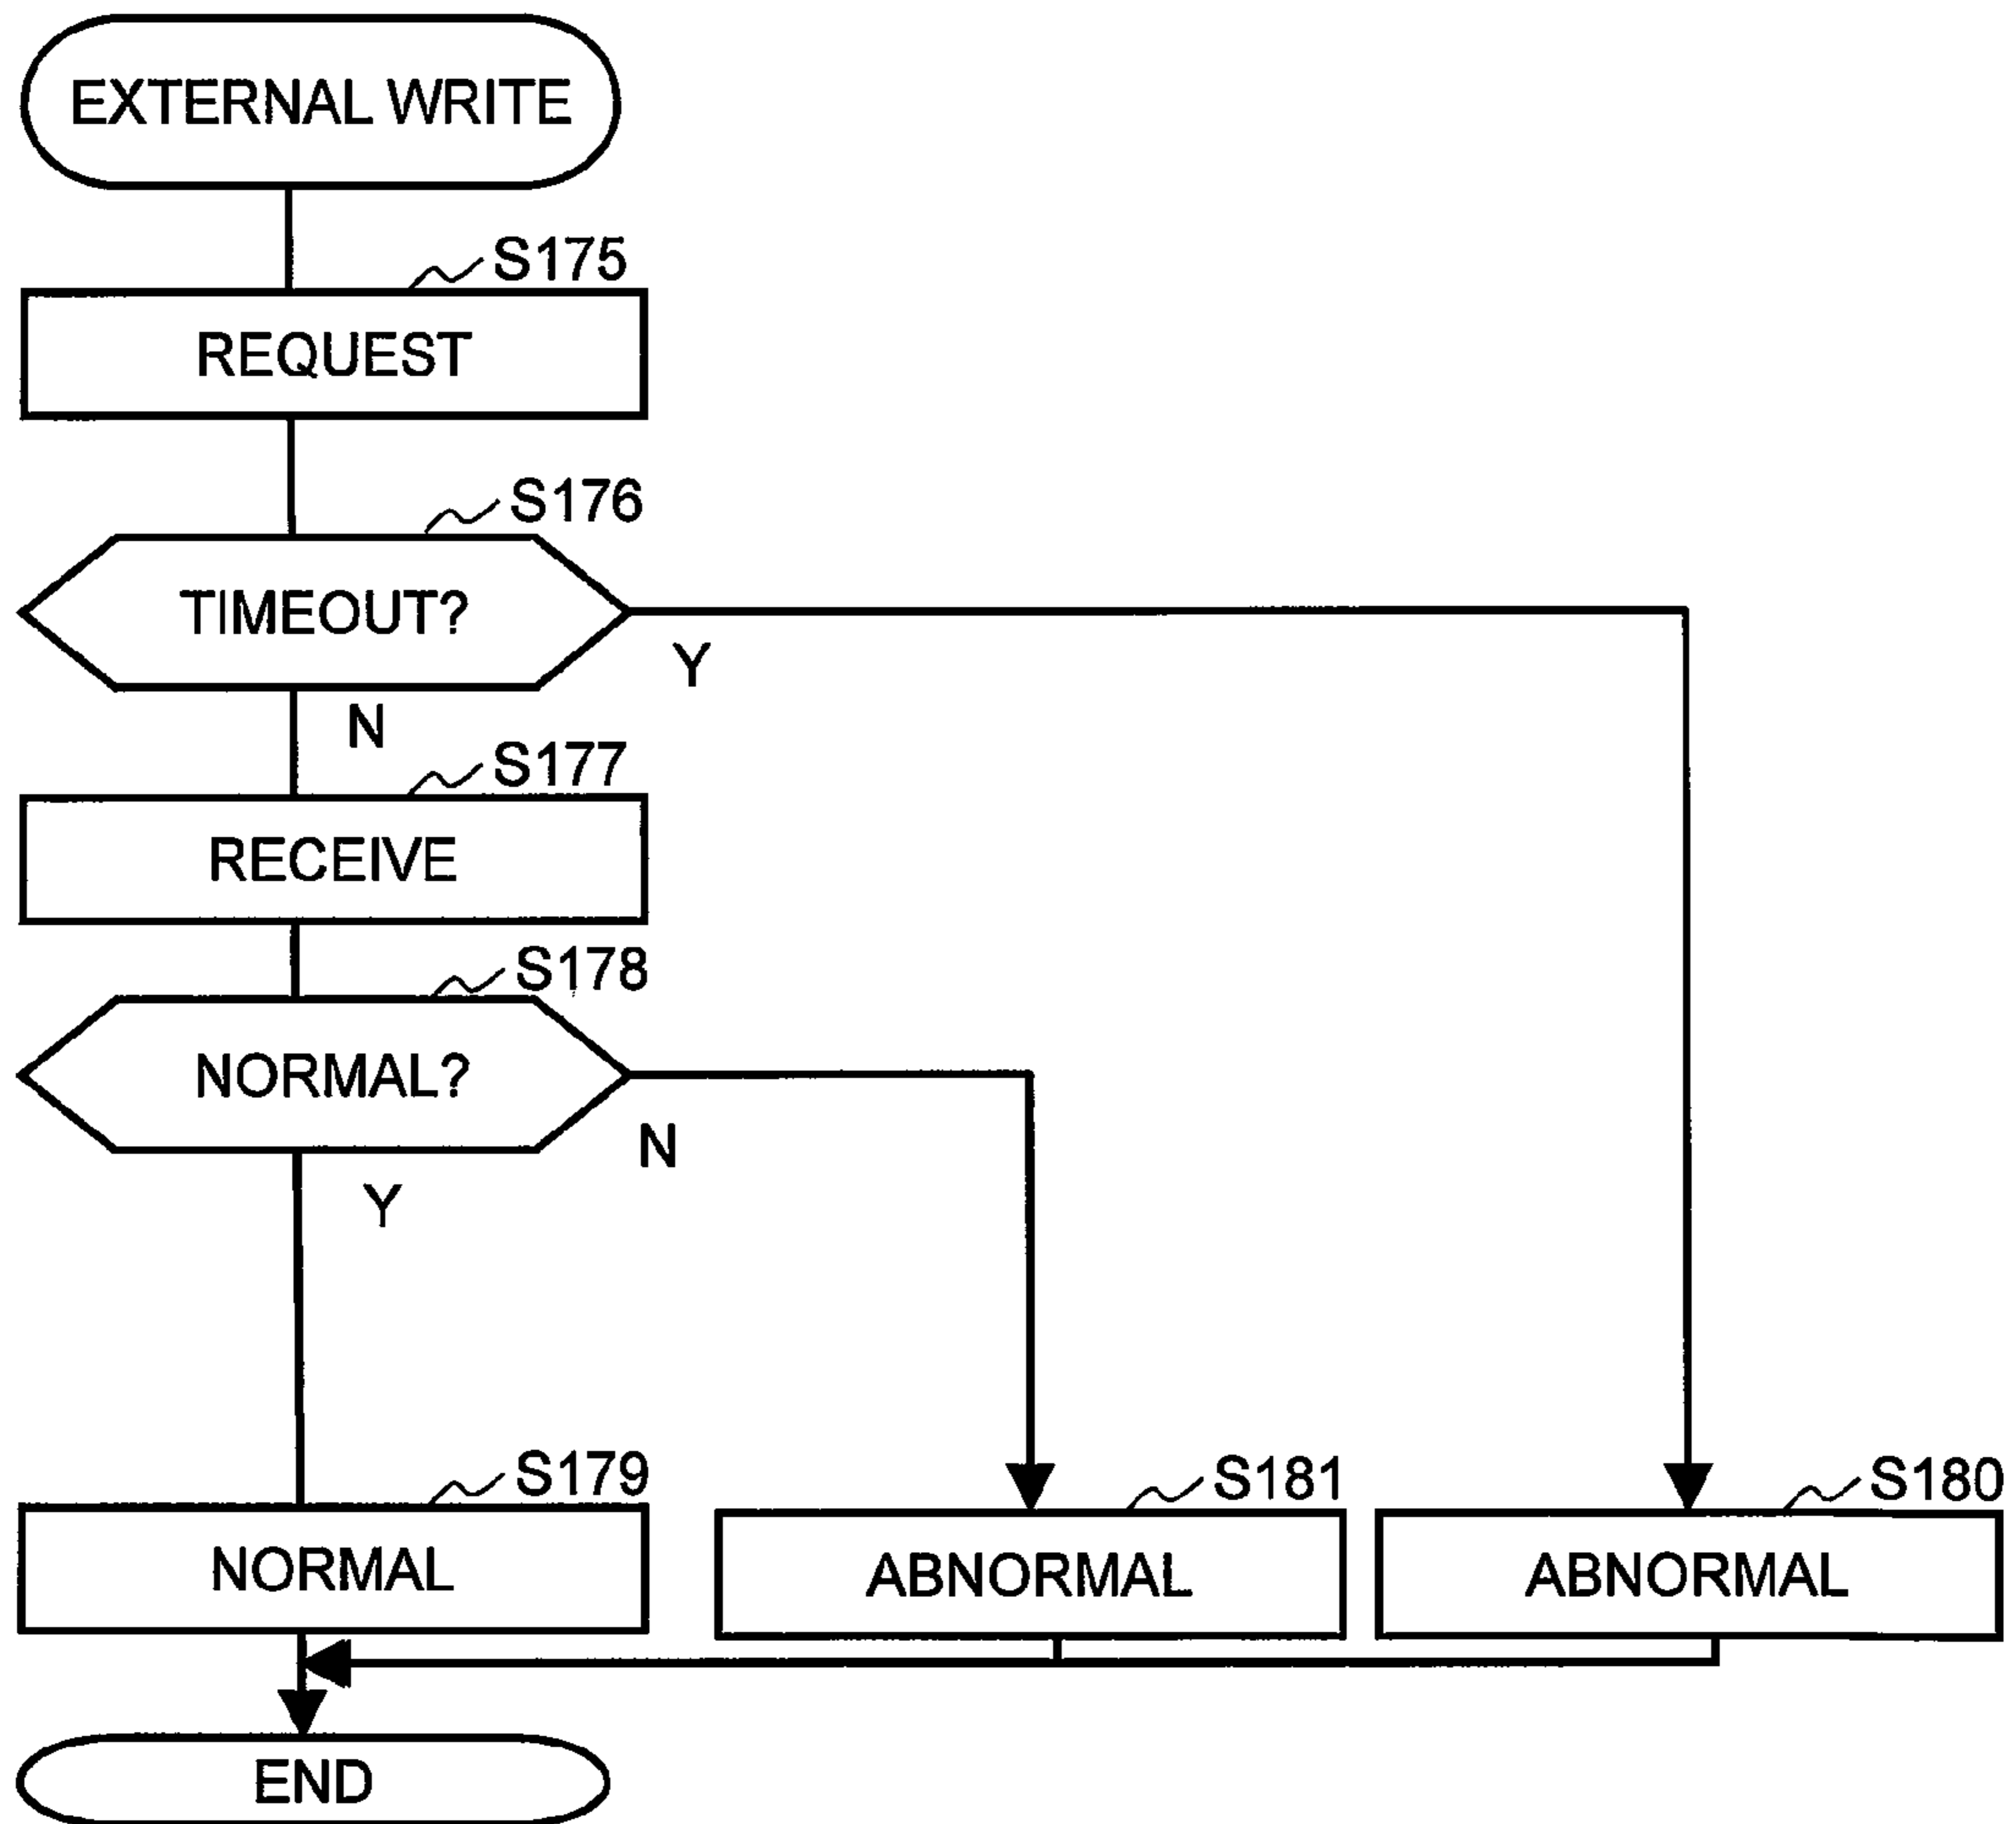 EXTERNAL WRITE
S175
REQUEST
S176
TIMEOUT?
Y
N
S177
RECEIVE
S178
NORMAL?
N
Y
S179
NORMAL
S181
ABNORMAL
S180
ABNORMAL
END